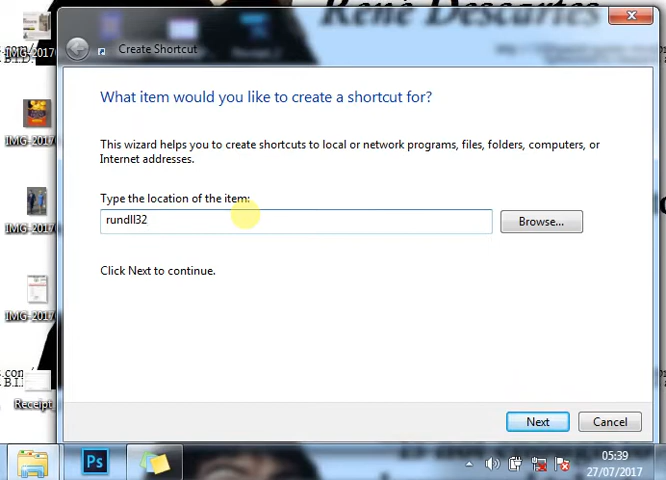 René Descartes
IMG-2017
Create Shortcut
IMG-2017
What item would you like to create a shortcut for?
This wizard helps you to create shortcuts to local or network programs, files, folders, computers, or
Internet addresses.
Type the location of the item:
rundll32
Browse...
IMG-2017
Click Next to continue.
IMG-2017
Receipt
Next
Cancel
Ps
05:39
27/07/2017